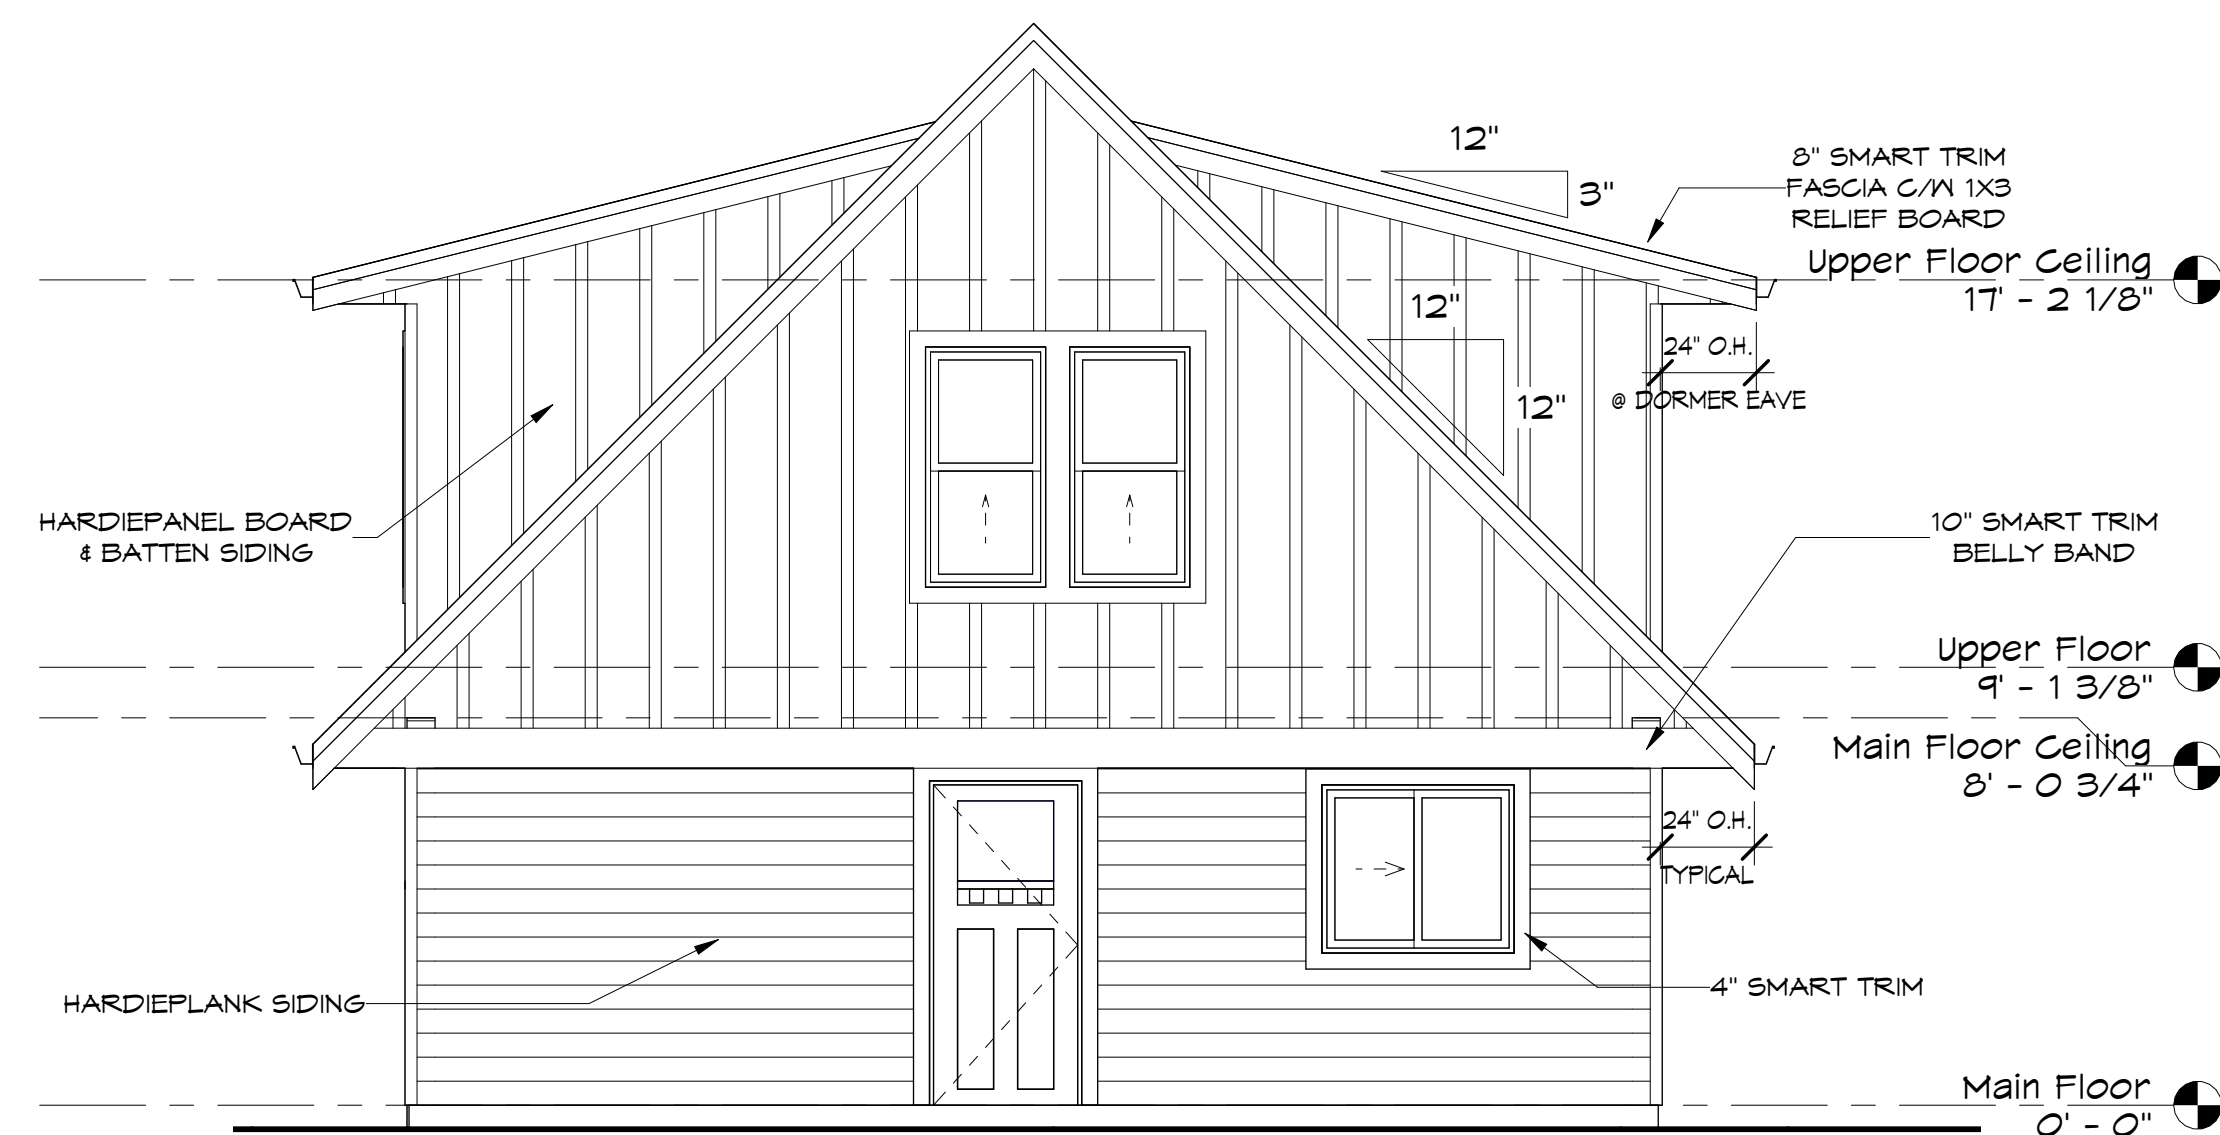 12"
3"
8" SMART TRIM
FASCIA C/W 1X3
RELIEF BOARD
Upper Floor Ceiling
17' - 2 1/8"
12"
12"
24" O.H.
@ DORMER EAVE
HARDIEPANEL BOARD
& BATTEN SIDING
10" SMART TRIM
BELLY BAND
Upper Floor
9' - 1 3/8"
Main Floor Ceiling
8' - 0 3/4"
24" O.H.
TYPICAL
HARDIEPLANK SIDING
4" SMART TRIM
Main Floor
0' - 0"